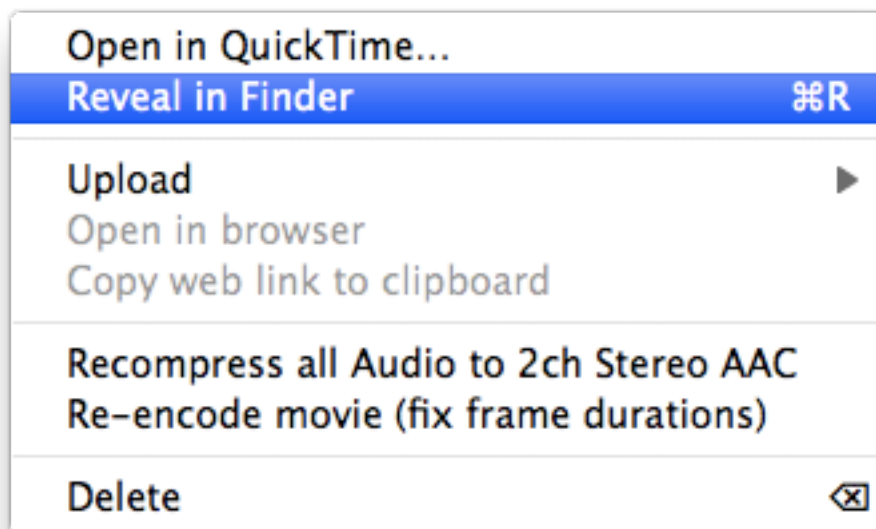 Open in QuickTime...
Reveal in Finder ⌘R
Upload
Open in browser
Copy web link to clipboard
Recompress all Audio to 2ch Stereo AAC
Re-encode movie (fix frame durations)
Delete ⌫